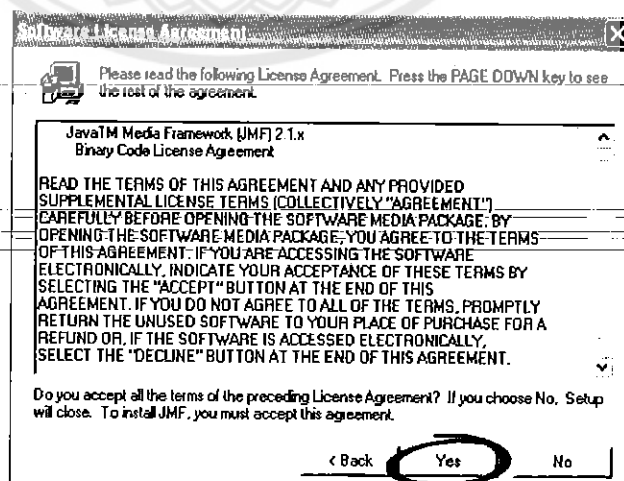 Software License Agreement
Please read the following License Agreement. Press the PAGE DOWN key to see
the rest of the agreement.
JavaTM Media Framework (JMF) 2.1.x
Binary Code License Agreement
READ THE TERMS OF THIS AGREEMENT AND ANY PROVIDED
SUPPLEMENTAL LICENSE TERMS (COLLECTIVELY "AGREEMENT")
CAREFULLY BEFORE OPENING THE SOFTWARE MEDIA PACKAGE. BY
OPENING THE SOFTWARE MEDIA PACKAGE, YOU AGREE TO THE TERMS
OF THIS AGREEMENT. IF YOU ARE ACCESSING THE SOFTWARE
ELECTRONICALLY, INDICATE YOUR ACCEPTANCE OF THESE TERMS BY
SELECTING THE "ACCEPT" BUTTON AT THE END OF THIS
AGREEMENT. IF YOU DO NOT AGREE TO ALL OF THE TERMS, PROMPTLY
RETURN THE UNUSED SOFTWARE TO YOUR PLACE OF PURCHASE FOR A
REFUND OR, IF THE SOFTWARE IS ACCESSED ELECTRONICALLY,
SELECT THE "DECLINE" BUTTON AT THE END OF THIS AGREEMENT.
Do you accept all the terms of the preceding License Agreement? If you choose No, Setup
will close. To install JMF, you must accept this agreement.
< Back Yes No